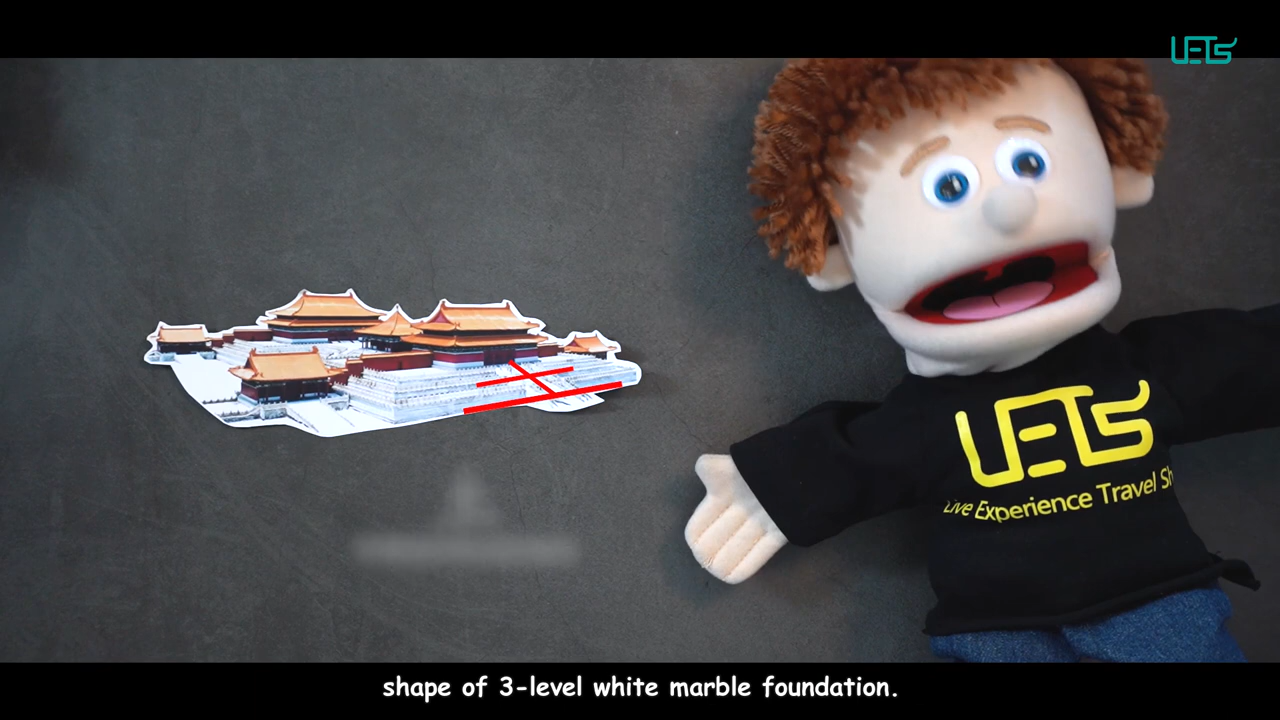 LETS
LETS
Live Experience Travel Sh
shape of 3-level white marble foundation.